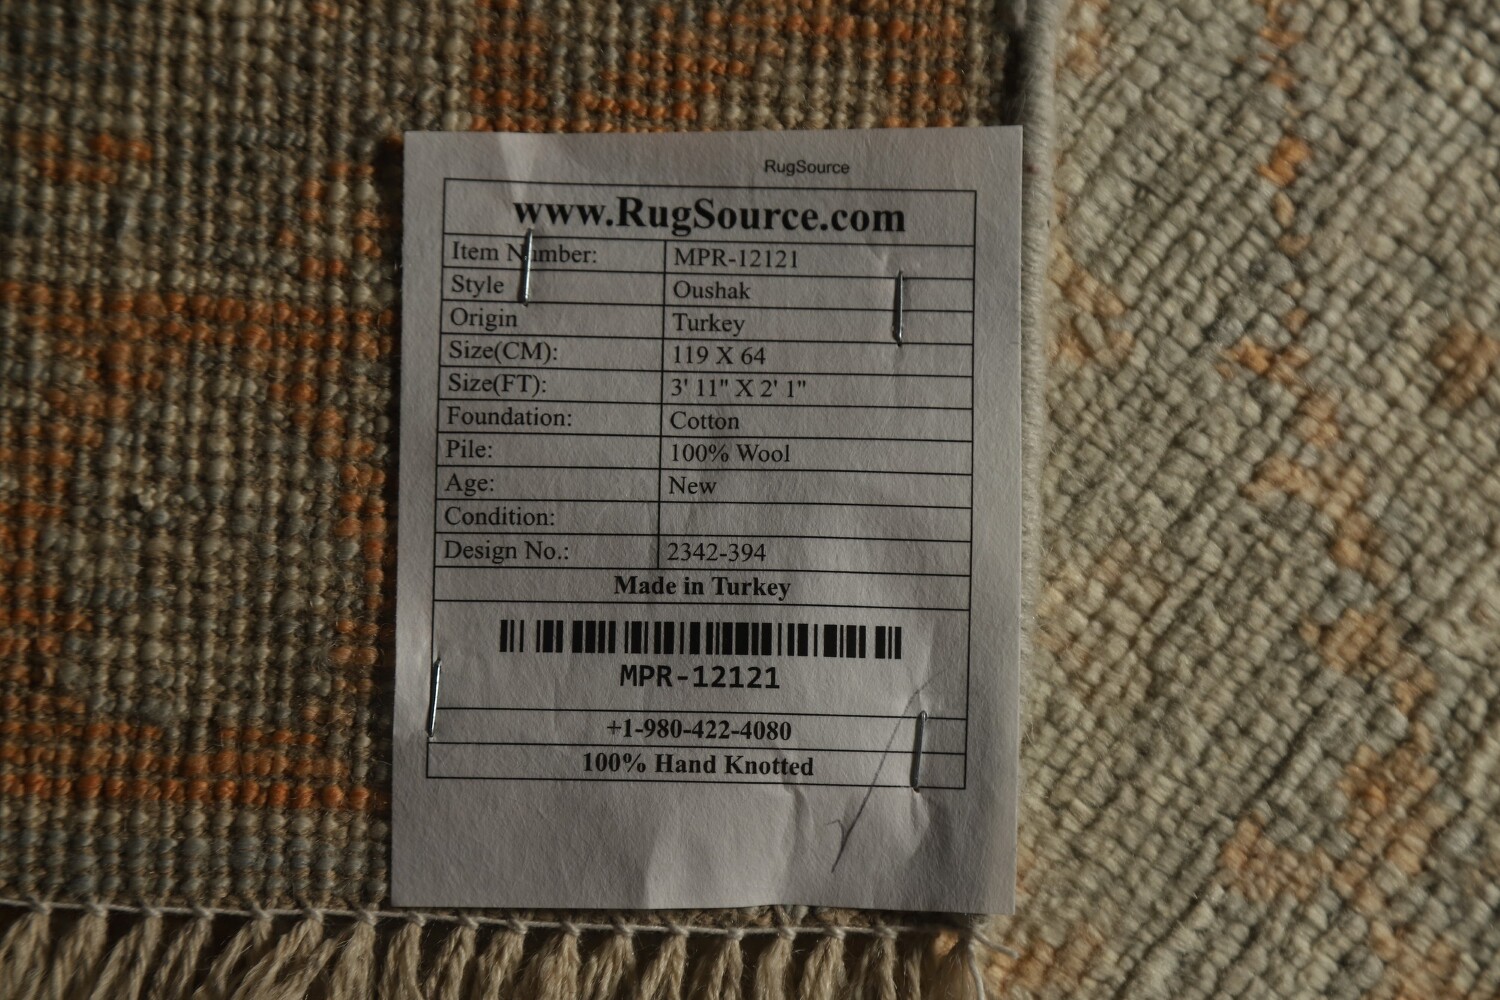 RugSource
www.RugSource.com
Item Number: MPR-12121
Style Oushak
Origin Turkey
Size(CM): 119 X 64
Size(FT): 3' 11" X 2' 1"
Foundation: Cotton
Pile: 100% Wool
Age: New
Condition:
Design No.: 2342-394
Made in Turkey
MPR-12121
+1-980-422-4080
100% Hand Knotted